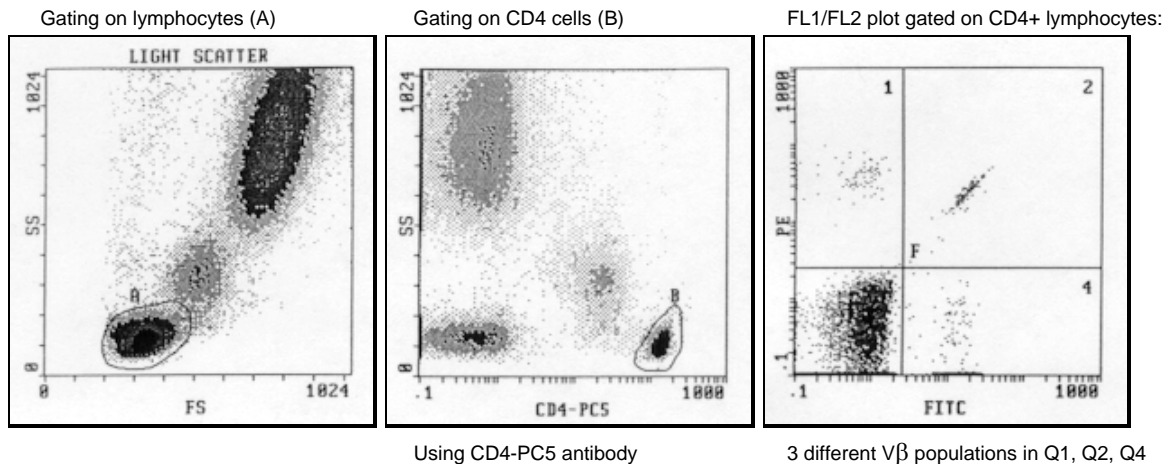 Gating on lymphocytes (A)
Gating on CD4 cells (B)
FL1/FL2 plot gated on CD4+ lymphocytes:
LIGHT SCATTER
1024
SS
0
A
0
FS
1024
1024
SS
0
B
.1
CD4-PC5
1000
1000
PE
.1
1
2
F
4
.1
FITC
1000
Using CD4-PC5 antibody
3 different Vβ populations in Q1, Q2, Q4